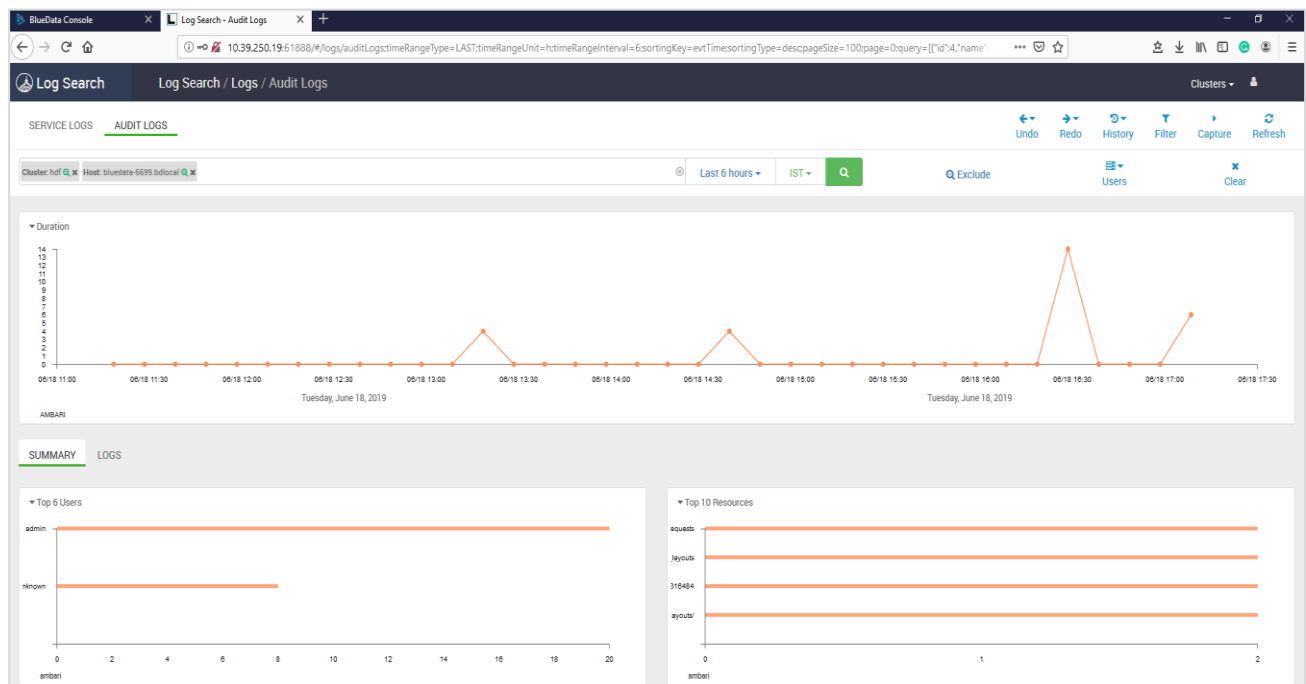 BlueData Console
Log Search - Audit Logs
10.39.250.19:61888/#/logs/auditLogs;timeRangeType=LAST;timeRangeUnit=h;timeRangeInterval=6;sortingKey=evtTime;sortingType=desc;pageSize=100;page=0;query=[{"id":4,"name":
Log Search
Log Search / Logs / Audit Logs
Clusters
SERVICE LOGS
AUDIT LOGS
Undo
Redo
History
Filter
Capture
Refresh
Cluster: hdf
Host: bluedata-6699.bdlocal
Last 6 hours
IST
Exclude
Users
Clear
Duration
14
13
12
11
10
9
8
7
6
5
4
3
2
1
0
06/18 11:00 06/18 11:30 06/18 12:00 06/18 12:30 06/18 13:00 06/18 13:30 06/18 14:00 06/18 14:30 06/18 15:00 06/18 15:30 06/18 16:00 06/18 16:30 06/18 17:00 06/18 17:30
Tuesday, June 18, 2019 Tuesday, June 18, 2019
AMBARI
SUMMARY
LOGS
Top 6 Users
admin
nknown
0 2 4 6 8 10 12 14 16 18 20
ambari
Top 10 Resources
equests
_layouts
316484
ayouts/
0 1 2
ambari